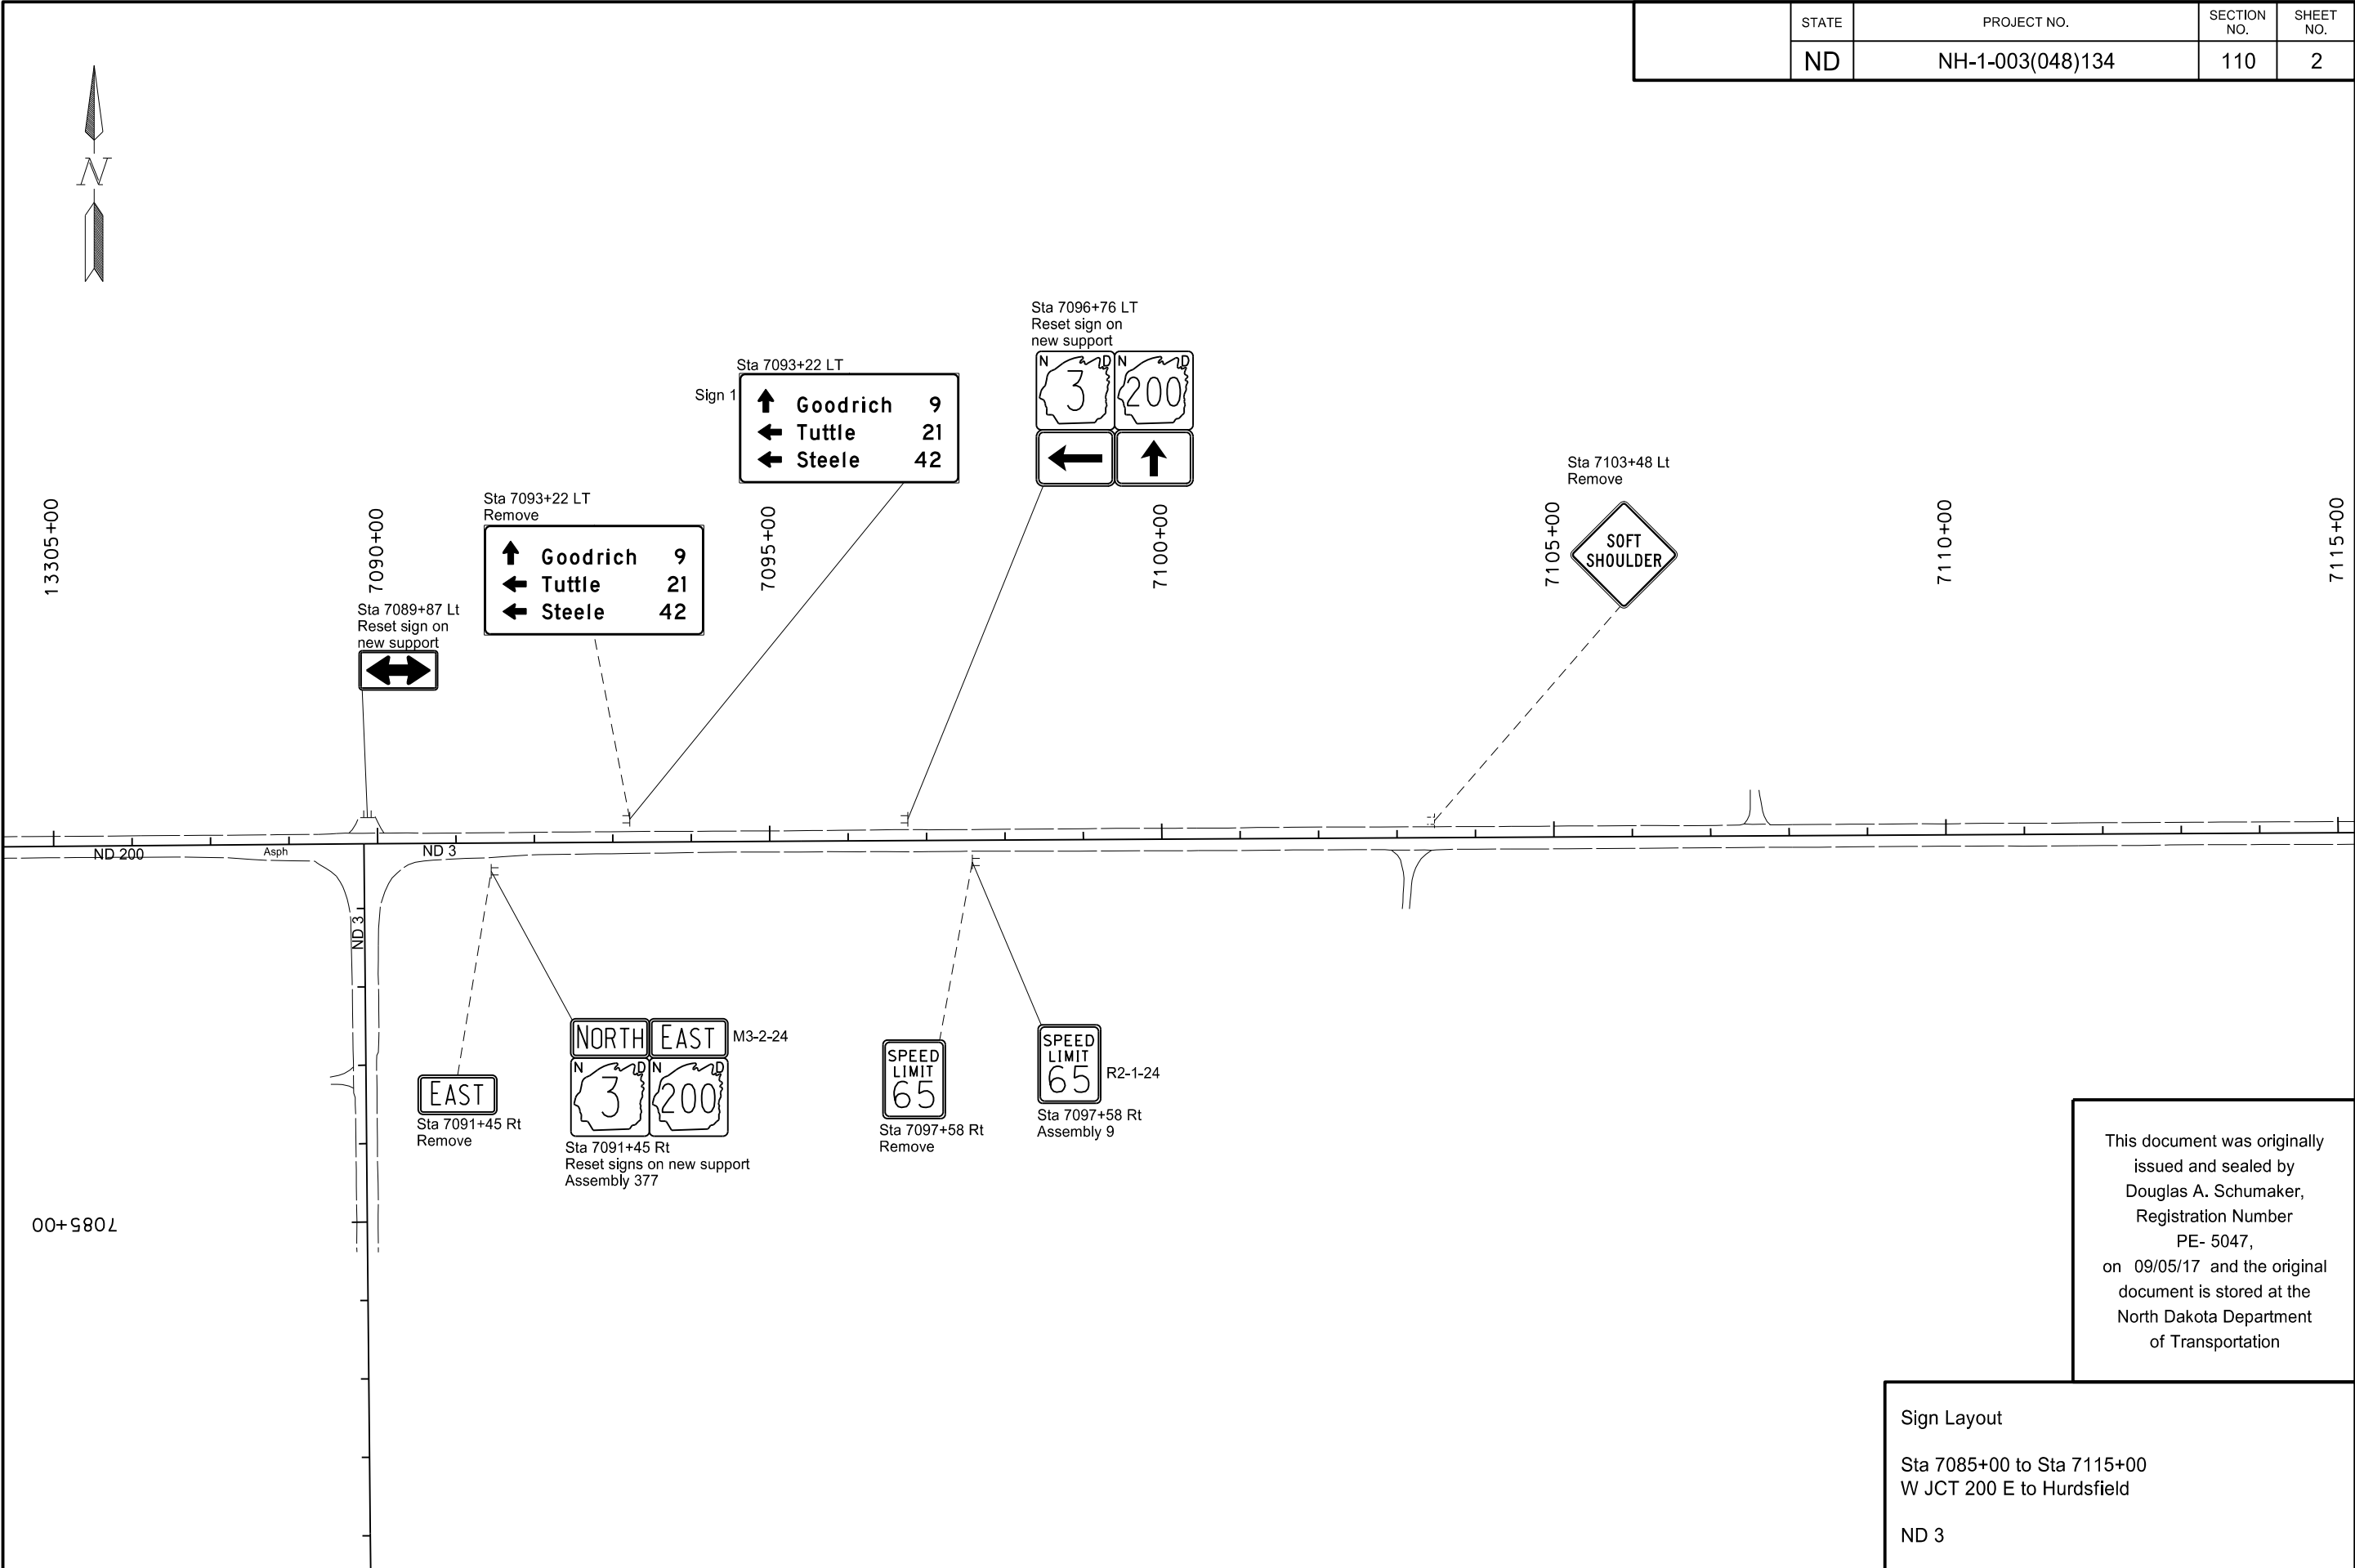 STATE
PROJECT NO.
SECTION NO.
SHEET NO.
ND
NH-1-003(048)134
110
2
N
Sta 7096+76 LT
Reset sign on
new support
N D N D
3 200
Sta 7093+22 LT
Sign 1
Goodrich 9
Tuttle 21
Steele 42
Sta 7103+48 Lt
Remove
SOFT
SHOULDER
Sta 7093+22 LT
Remove
Goodrich 9
Tuttle 21
Steele 42
13305+00
7090+00
7095+00
7100+00
7105+00
7110+00
7115+00
Sta 7089+87 Lt
Reset sign on
new support
ND 200
Asph
ND 3
ND 3
NORTH EAST
M3-2-24
N D N D
3 200
Sta 7091+45 Rt
Reset signs on new support
Assembly 377
EAST
Sta 7091+45 Rt
Remove
SPEED
LIMIT
65
Sta 7097+58 Rt
Remove
SPEED
LIMIT
65
R2-1-24
Sta 7097+58 Rt
Assembly 9
7085+00
This document was originally
issued and sealed by
Douglas A. Schumaker,
Registration Number
PE- 5047,
on 09/05/17 and the original
document is stored at the
North Dakota Department
of Transportation
Sign Layout
Sta 7085+00 to Sta 7115+00
W JCT 200 E to Hurdsfield
ND 3